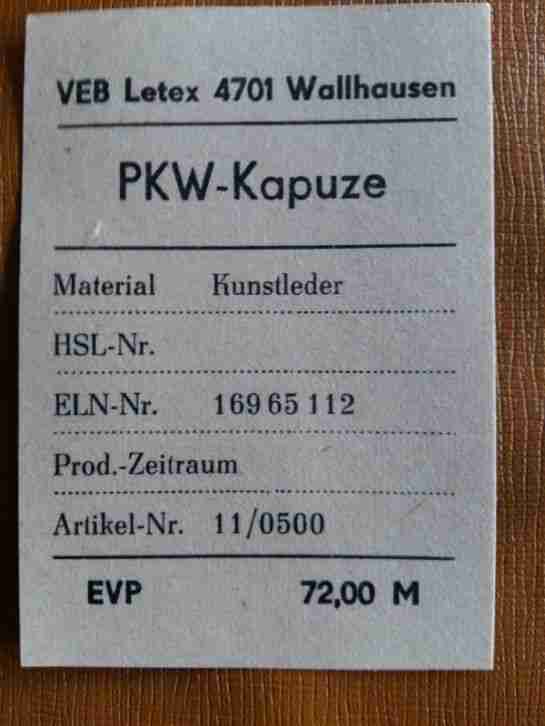 VEB Letex 4701 Wallhausen
PKW-Kapuze
Material Kunstleder
HSL-Nr.
ELN-Nr. 169 65 112
Prod.-Zeitraum
Artikel-Nr. 11/0500
EVP 72,00 M